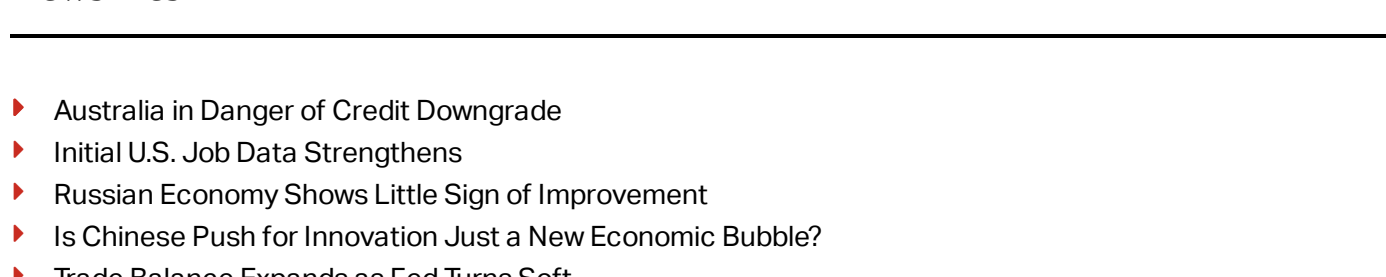 Australia in Danger of Credit Downgrade
Initial U.S. Job Data Strengthens
Russian Economy Shows Little Sign of Improvement
Is Chinese Push for Innovation Just a New Economic Bubble?
Trade Balance Expands as Fed Turns Soft